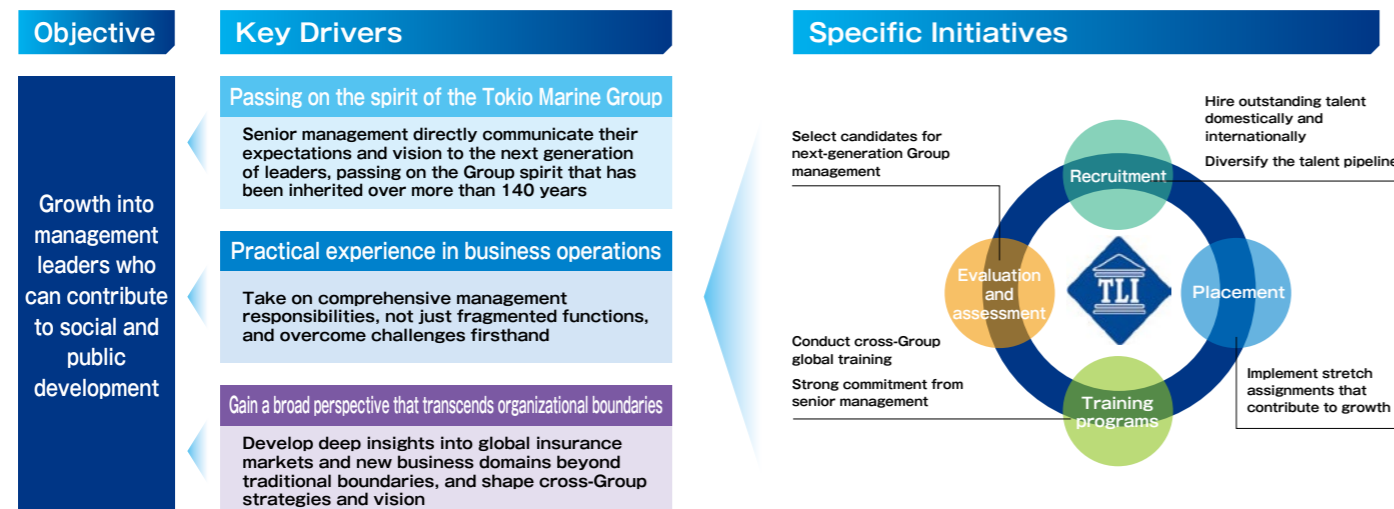 Objective
Key Drivers
Specific Initiatives
Growth into
management
leaders who
can contribute
to social and
public
development
Passing on the spirit of the Tokio Marine Group
Senior management directly communicate their
expectations and vision to the next generation
of leaders, passing on the Group spirit that has
been inherited over more than 140 years
Practical experience in business operations
Take on comprehensive management
responsibilities, not just fragmented functions,
and overcome challenges firsthand
Gain a broad perspective that transcends organizational boundaries
Develop deep insights into global insurance
markets and new business domains beyond
traditional boundaries, and shape cross-Group
strategies and vision
Select candidates for
next-generation Group
management
Hire outstanding talent
domestically and
internationally
Diversify the talent pipeline
Recruitment
Evaluation
and
assessment
TLI
Placement
Conduct cross-Group
global training
Strong commitment from
senior management
Training
programs
Implement stretch
assignments that
contribute to growth